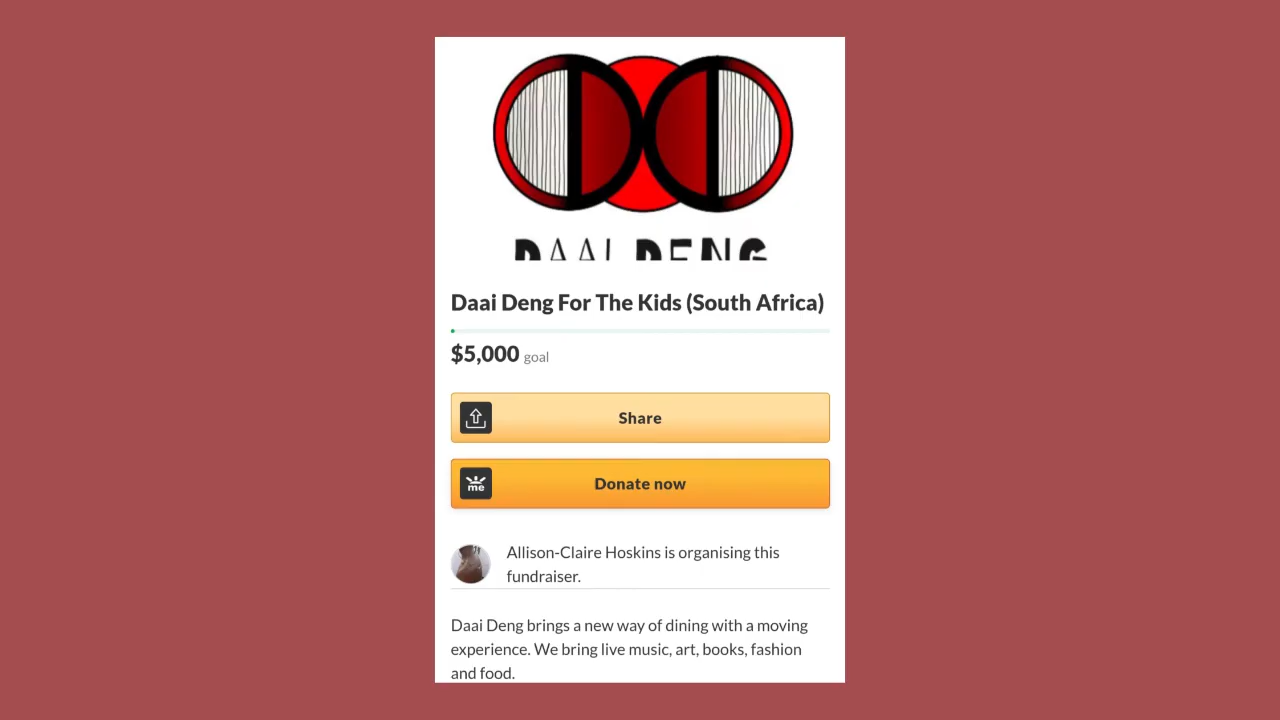 DAAI DENG
Daai Deng For The Kids (South Africa)
$5,000 goal
Share
me
Donate now
Allison-Claire Hoskins is organising this
fundraiser.
Daai Deng brings a new way of dining with a moving
experience. We bring live music, art, books, fashion
and food.